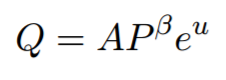 Q = AP^β e^u